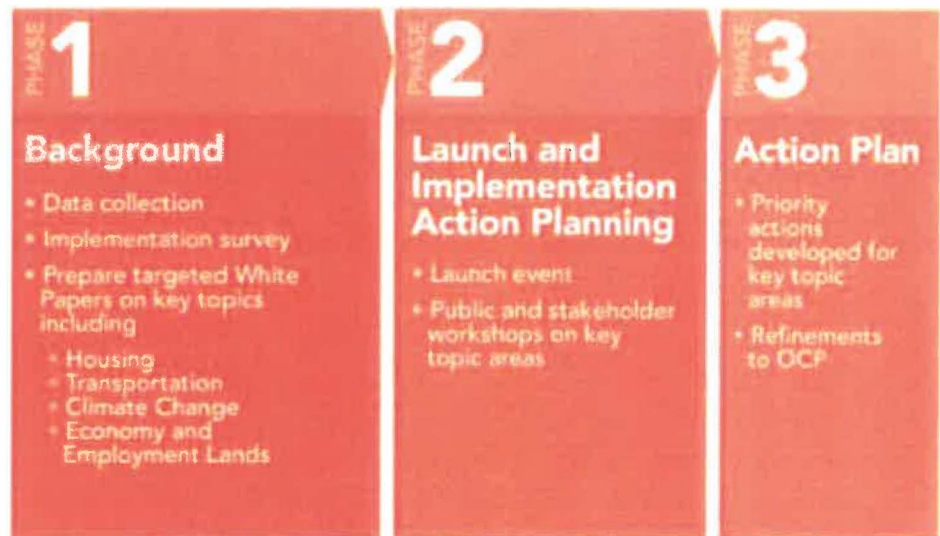 PHASE 1
Background
• Data collection
• Implementation survey
• Prepare targeted White
Papers on key topics
including
• Housing
• Transportation
• Climate Change
• Economy and
Employment Lands
PHASE 2
Launch and
Implementation
Action Planning
• Launch event
• Public and stakeholder
workshops on key
topic areas
PHASE 3
Action Plan
• Priority
actions
developed for
key topic
areas
• Refinements
to OCP